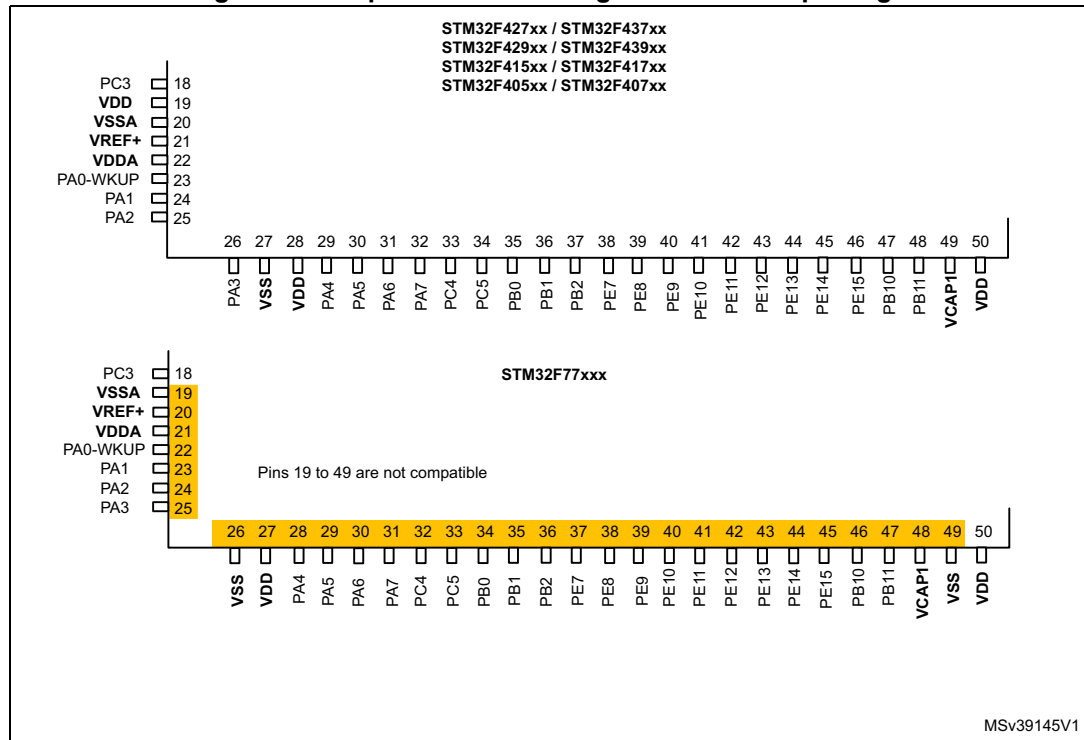 STM32F427xx / STM32F437xx
STM32F429xx / STM32F439xx
STM32F415xx / STM32F417xx
STM32F405xx / STM32F407xx
PC3 18
VDD 19
VSSA 20
VREF+ 21
VDDA 22
PA0-WKUP 23
PA1 24
PA2 25
26 27 28 29 30 31 32 33 34 35 36 37 38 39 40 41 42 43 44 45 46 47 48 49 50
PA3 VSS VDD PA4 PA5 PA6 PA7 PC4 PC5 PB0 PB1 PB2 PE7 PE8 PE9 PE10 PE11 PE12 PE13 PE14 PE15 PB10 PB11 VCAP1 VDD
STM32F77xxx
PC3 18
VSSA 19
VREF+ 20
VDDA 21
PA0-WKUP 22
PA1 23
PA2 24
PA3 25
Pins 19 to 49 are not compatible
26 27 28 29 30 31 32 33 34 35 36 37 38 39 40 41 42 43 44 45 46 47 48 49 50
VSS VDD PA4 PA5 PA6 PA7 PC4 PC5 PB0 PB1 PB2 PE7 PE8 PE9 PE10 PE11 PE12 PE13 PE14 PE15 PB10 PB11 VCAP1 VSS VDD
MSv39145V1